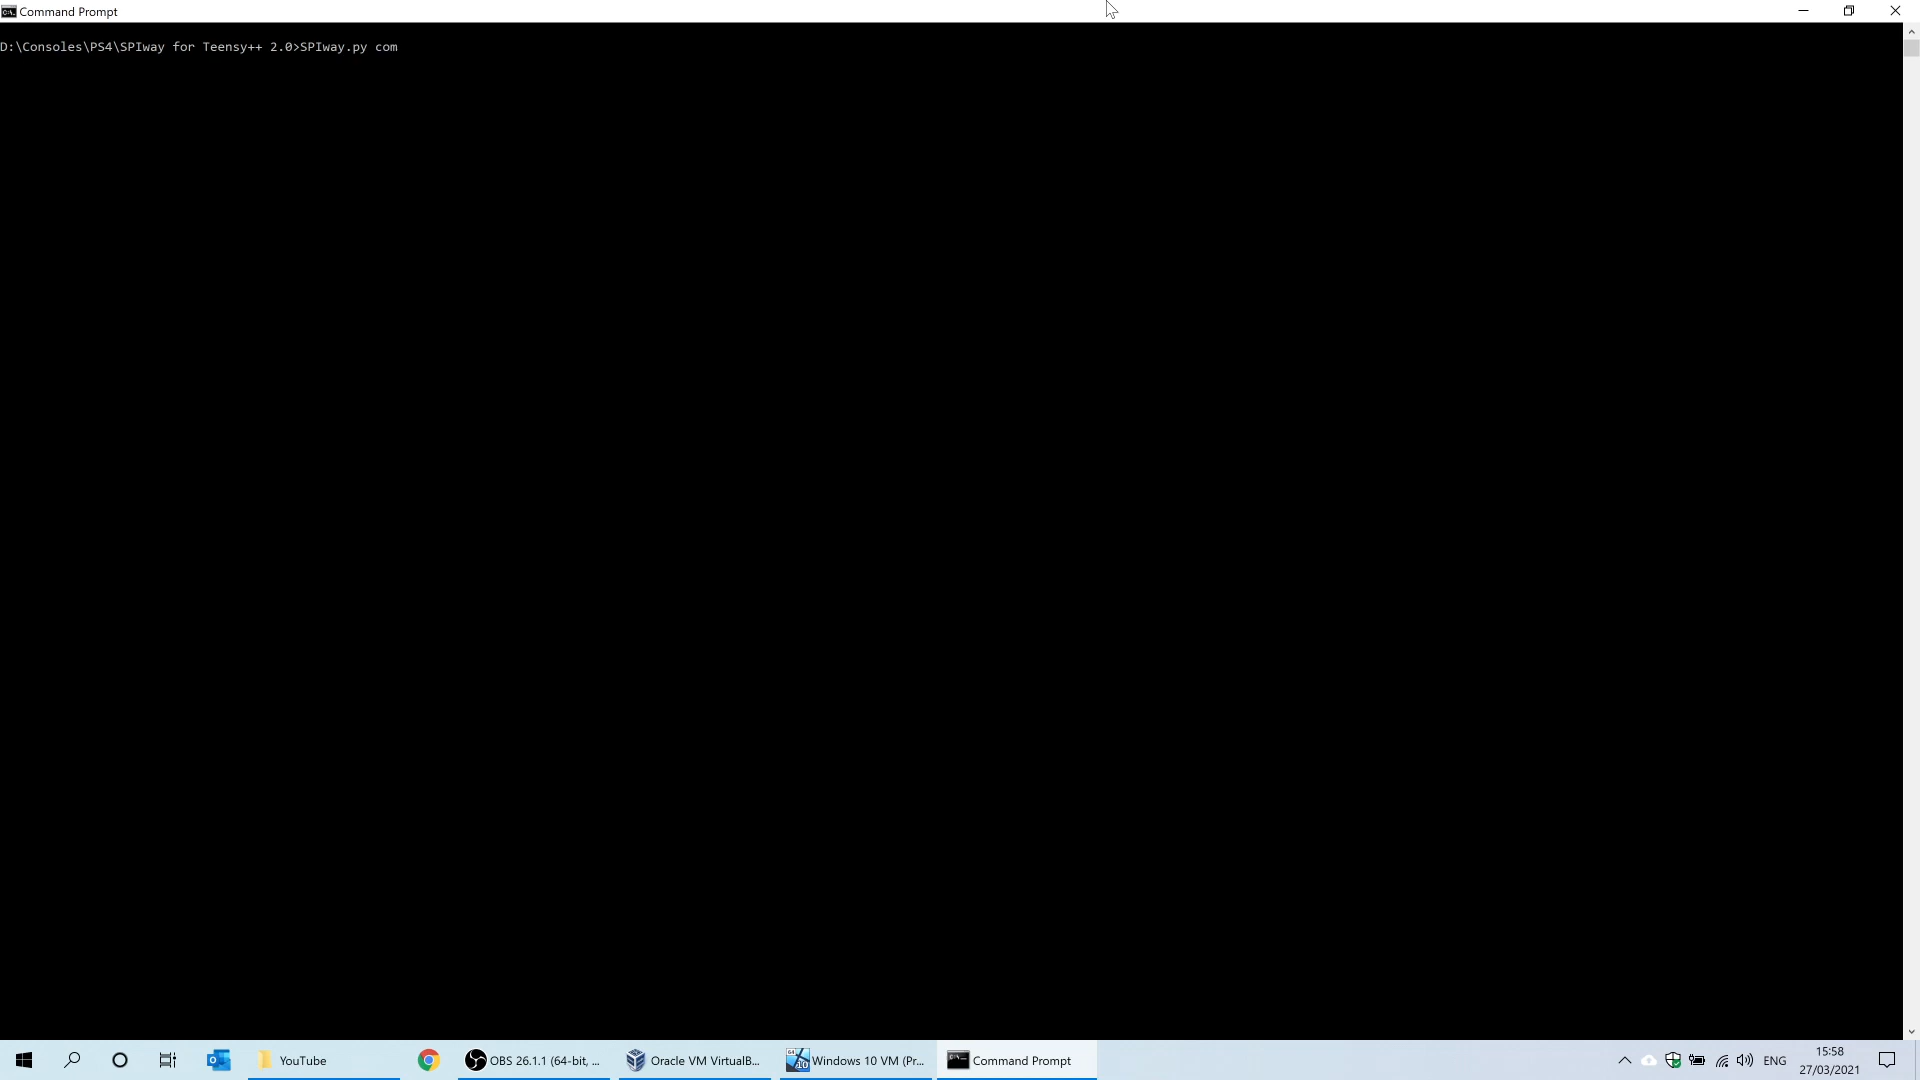 Command Prompt
D:\Consoles\PS4\SPIway for Teensy++ 2.0>SPIway.py com
YouTube
OBS 26.1.1 (64-bit, ...
Oracle VM VirtualB...
Windows 10 VM (Pr...
Command Prompt
ENG
15:58
27/03/2021